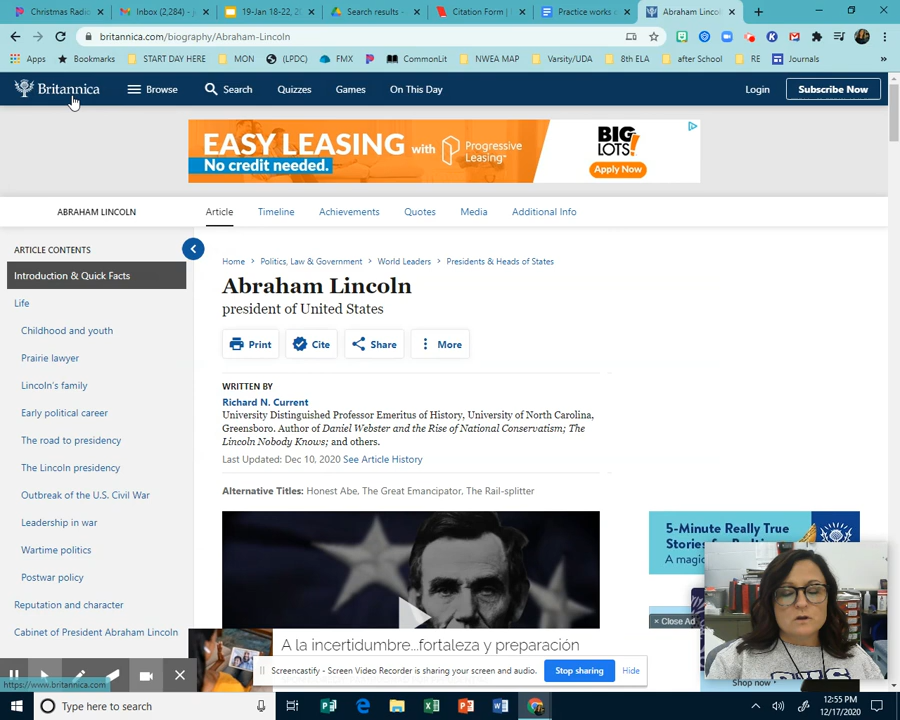 Christmas Radi
Inbox (2,284) - j
19-Jan 18-22, 2
Search results -
Citation Form |
Practice works c
Abraham Lincol
britannica.com/biography/Abraham-Lincoln
Apps
Bookmarks
START DAY HERE
MON
(LPDC)
FMX
CommonLit
NWEA MAP
Varsity/UDA
8th ELA
after School
RE
Journals
»
Britannica
Browse
Search
Quizzes
Games
On This Day
Login
Subscribe Now
EASY LEASING with
No credit needed.
Progressive
Leasing
BIG
LOTS!
Apply Now
ABRAHAM LINCOLN
Article
Timeline
Achievements
Quotes
Media
Additional Info
ARTICLE CONTENTS
Introduction & Quick Facts
Life
Childhood and youth
Prairie lawyer
Lincoln's family
Early political career
The road to presidency
The Lincoln presidency
Outbreak of the U.S. Civil War
Leadership in war
Wartime politics
Postwar policy
Reputation and character
Cabinet of President Abraham Lincoln
Home > Politics, Law & Government > World Leaders > Presidents & Heads of States
Abraham Lincoln
president of United States
Print
Cite
Share
More
WRITTEN BY
Richard N. Current
University Distinguished Professor Emeritus of History, University of North Carolina,
Greensboro. Author of Daniel Webster and the Rise of National Conservatism; The
Lincoln Nobody Knows; and others.
Last Updated: Dec 10, 2020 See Article History
Alternative Titles: Honest Abe, The Great Emancipator, The Rail-splitter
5-Minute Really True
Stories for
A magic
× Close Ad
Shop now
A la incertidumbre...fortaleza y preparación
Screencastify - Screen Video Recorder is sharing your screen and audio.
Stop sharing
Hide
https://www.britannica.com
Type here to search
12:55 PM
12/17/2020